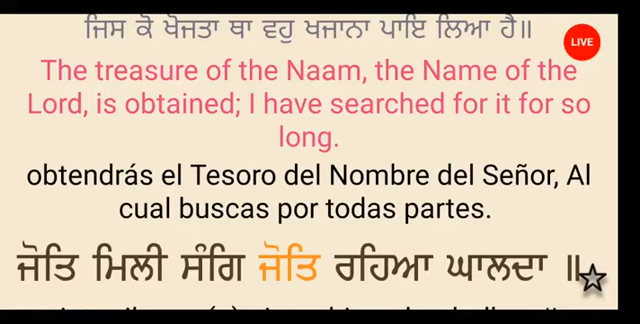 ਜਿਸ ਕੋ ਖੋਜਤਾ ਥਾ ਵਹੁ ਖਜਾਨਾ ਪਾਇ ਲਿਆ ਹੈ॥
LIVE
The treasure of the Naam, the Name of the
Lord, is obtained; I have searched for it for so
long.
obtendrás el Tesoro del Nombre del Señor, Al
cual buscas por todas partes.
ਜੋਤਿ ਮਿਲੀ ਸੰਗਿ ਜੋਤਿ ਰਹਿਆ ਘਾਲਦਾ ॥